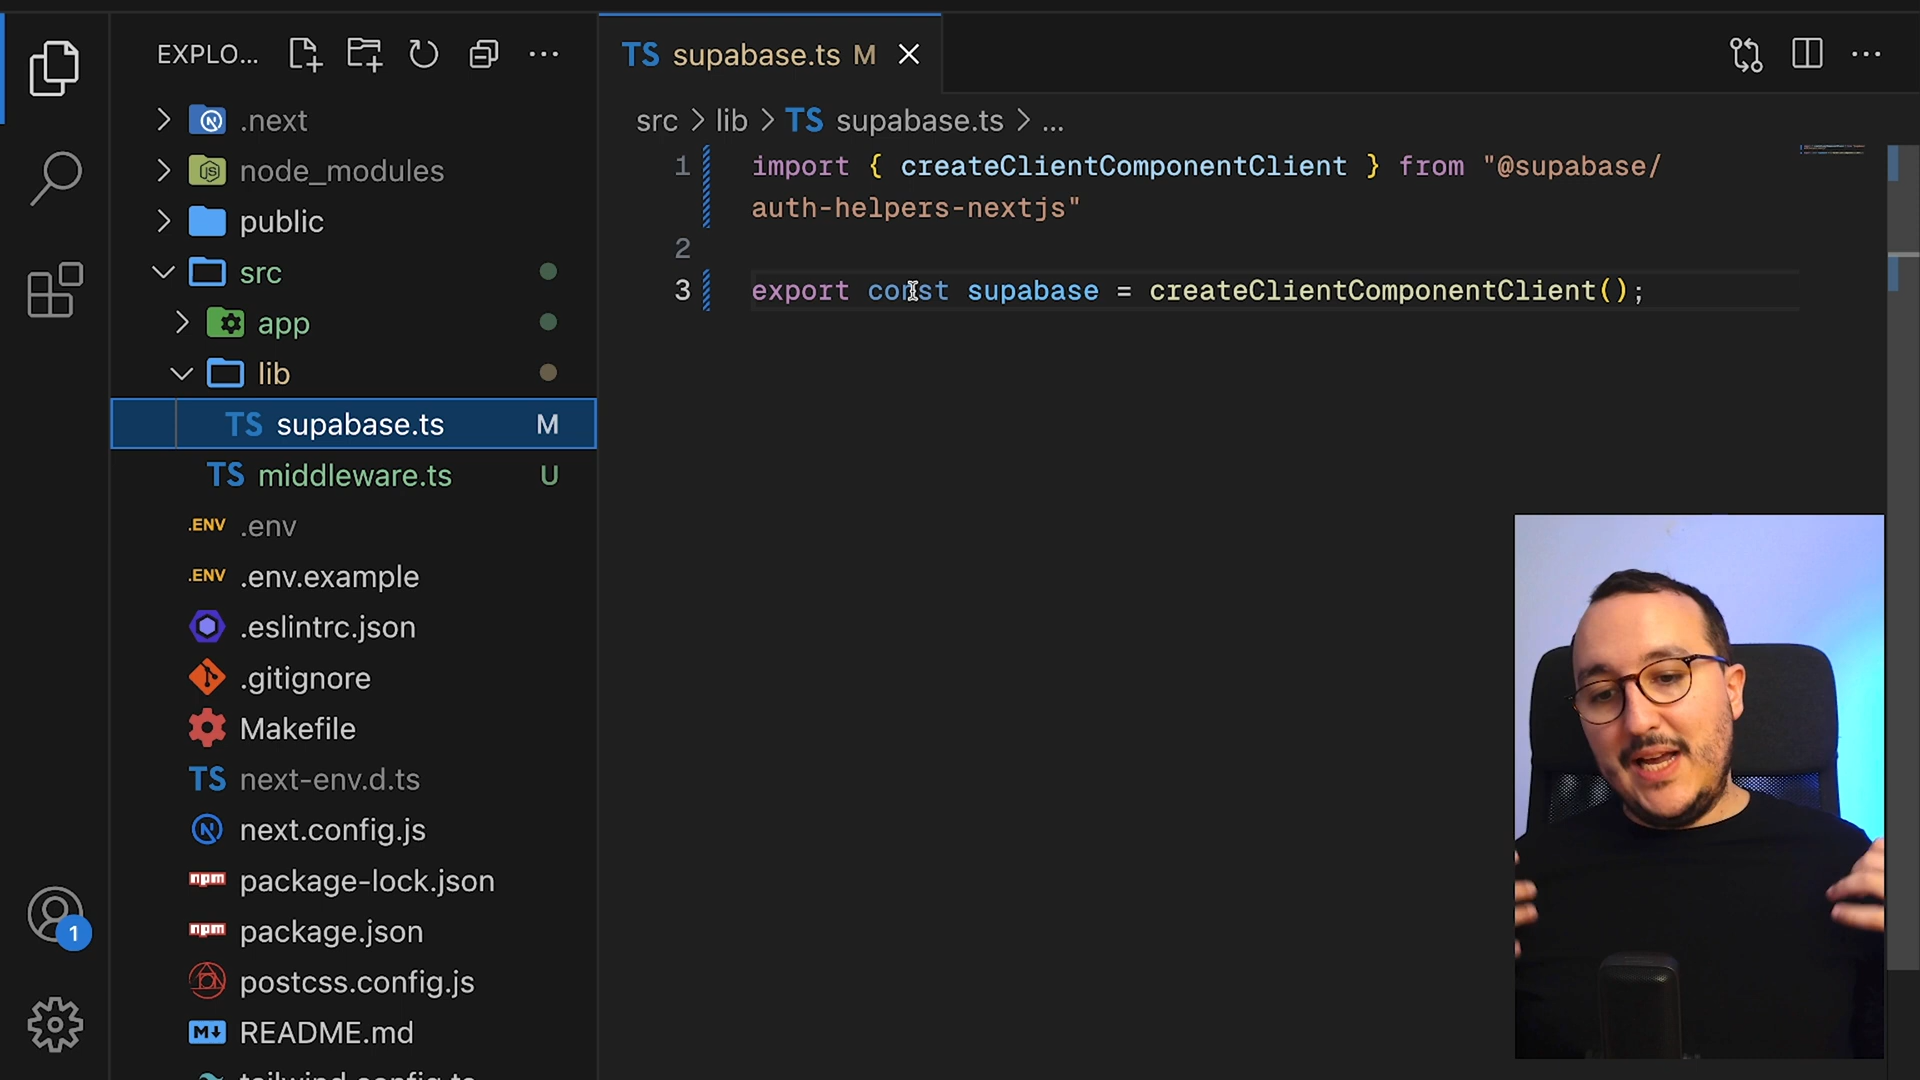 EXPLO...
TS supabase.ts M
src > lib > TS supabase.ts > ...
.next
node_modules
public
src
app
lib
TS supabase.ts M
TS middleware.ts U
.ENV .env
.ENV .env.example
.eslintrc.json
.gitignore
Makefile
TS next-env.d.ts
N next.config.js
npm package-lock.json
npm package.json
postcss.config.js
M README.md
1
1 import { createClientComponentClient } from "@supabase/
auth-helpers-nextjs"
2
3 export const supabase = createClientComponentClient();